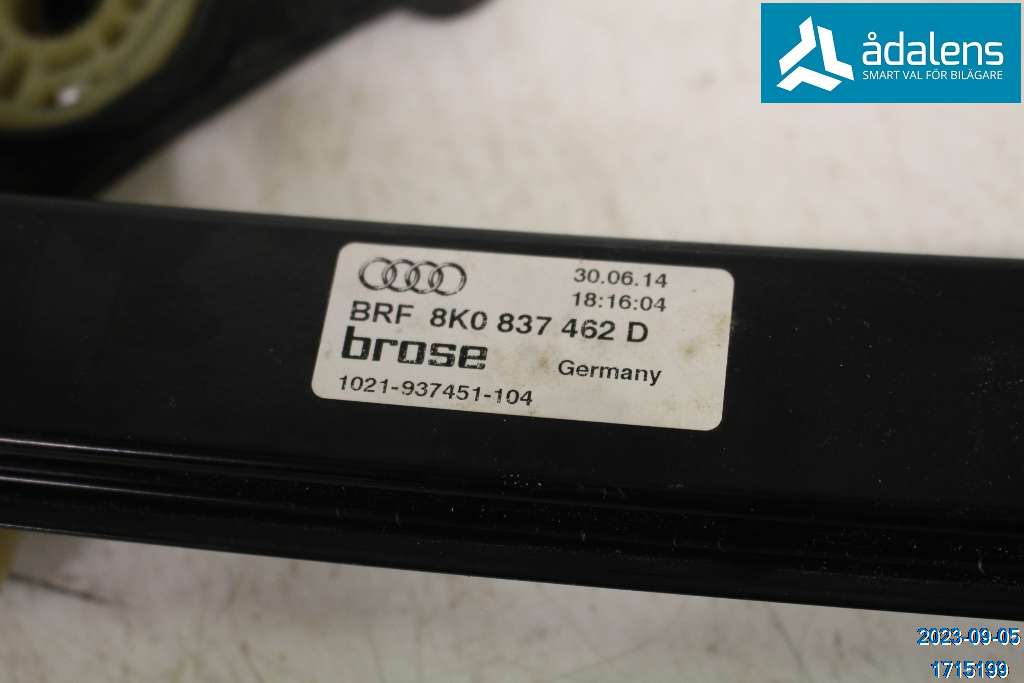 ådalens
SMART VAL FÖR BILÄGARE
30.06.14
18:16:04
BRF 8K0 837 462 D
brose
Germany
1021-937451-104
2023-09-05
1715199